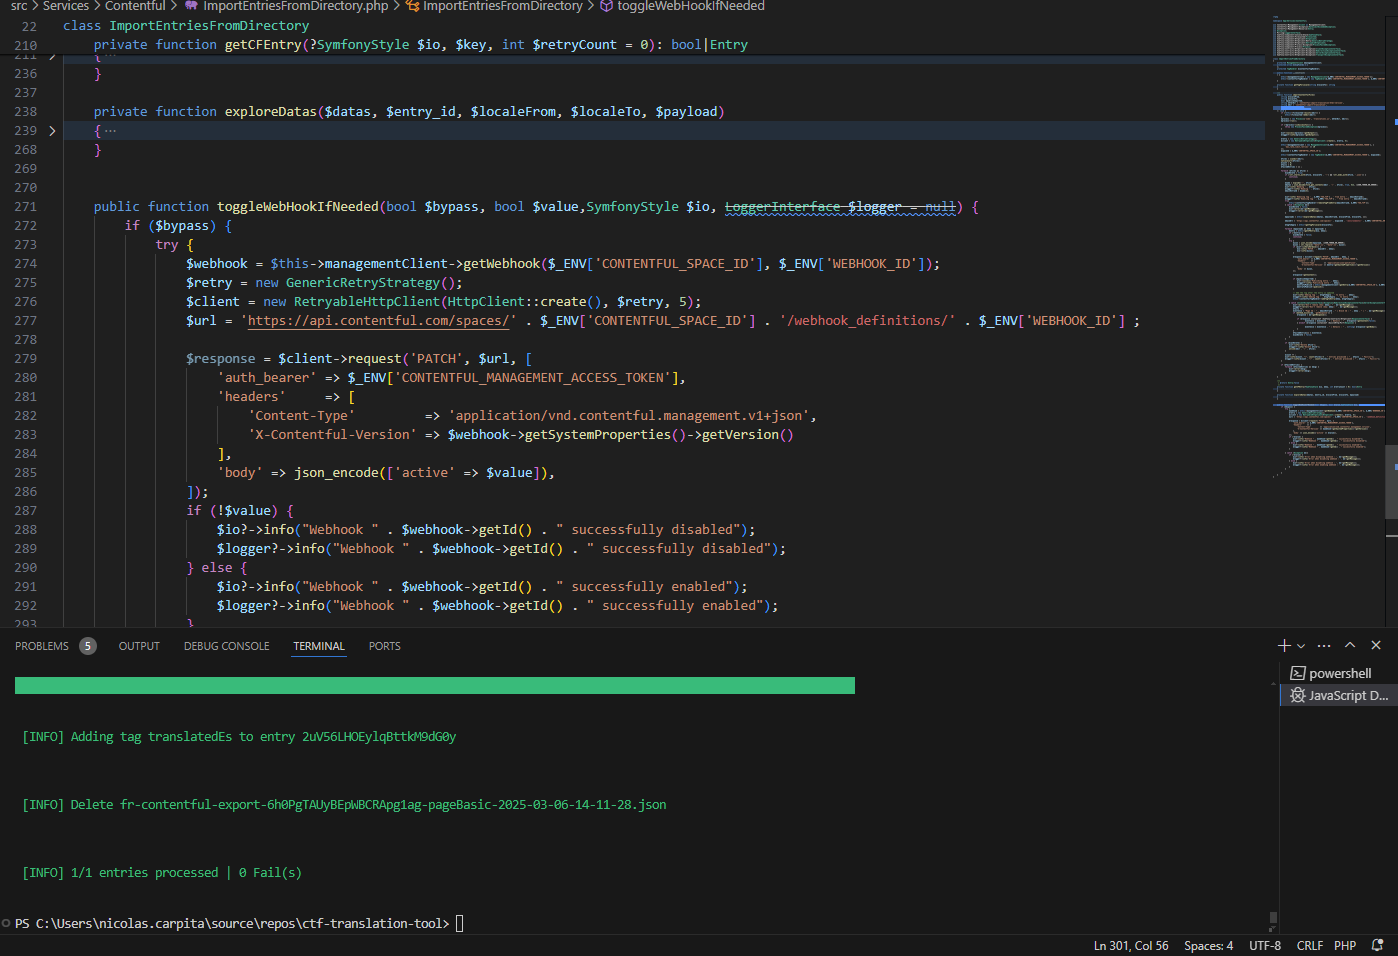 src > Services > Contentful > ImportEntriesFromDirectory.php > ImportEntriesFromDirectory > toggleWebHookIfNeeded
22 class ImportEntriesFromDirectory
210 private function getCFEntry(?SymfonyStyle $io, $key, int $retryCount = 0): bool|Entry
211 { ...
236 }
237
238 private function exploreDatas($datas, $entry_id, $localeFrom, $localeTo, $payload)
239 { ...
268 }
269
270
271 public function toggleWebHookIfNeeded(bool $bypass, bool $value,SymfonyStyle $io, LoggerInterface $logger = null) {
272 if ($bypass) {
273 try {
274 $webhook = $this->managementClient->getWebhook($_ENV['CONTENTFUL_SPACE_ID'], $_ENV['WEBHOOK_ID']);
275 $retry = new GenericRetryStrategy();
276 $client = new RetryableHttpClient(HttpClient::create(), $retry, 5);
277 $url = 'https://api.contentful.com/spaces/' . $_ENV['CONTENTFUL_SPACE_ID'] . '/webhook_definitions/' . $_ENV['WEBHOOK_ID'] ;
278
279 $response = $client->request('PATCH', $url, [
280 'auth_bearer' => $_ENV['CONTENTFUL_MANAGEMENT_ACCESS_TOKEN'],
281 'headers' => [
282 'Content-Type' => 'application/vnd.contentful.management.v1+json',
283 'X-Contentful-Version' => $webhook->getSystemProperties()->getVersion()
284 ],
285 'body' => json_encode(['active' => $value]),
286 ]);
287 if (!$value) {
288 $io?->info("Webhook " . $webhook->getId() . " successfully disabled");
289 $logger?->info("Webhook " . $webhook->getId() . " successfully disabled");
290 } else {
291 $io?->info("Webhook " . $webhook->getId() . " successfully enabled");
292 $logger?->info("Webhook " . $webhook->getId() . " successfully enabled");
293 }
PROBLEMS 5 OUTPUT DEBUG CONSOLE TERMINAL PORTS
powershell
JavaScript D...
[INFO] Adding tag translatedEs to entry 2uV56LHOEylqBttkM9dG0y
[INFO] Delete fr-contentful-export-6h0PgTAUyBEpWBCRApg1ag-pageBasic-2025-03-06-14-11-28.json
[INFO] 1/1 entries processed | 0 Fail(s)
PS C:\Users\nicolas.carpita\source\repos\ctf-translation-tool>
Ln 301, Col 56 Spaces: 4 UTF-8 CRLF PHP